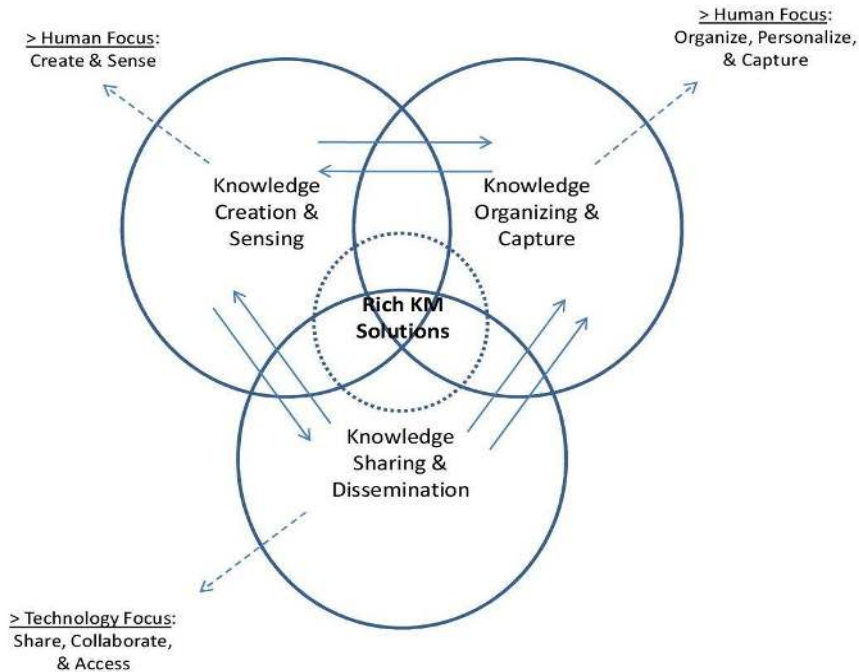 > Human Focus:
Create & Sense
> Human Focus:
Organize, Personalize,
& Capture
Knowledge
Creation &
Sensing
Knowledge
Organizing &
Capture
Rich KM
Solutions
Knowledge
Sharing &
Dissemination
> Technology Focus:
Share, Collaborate,
& Access